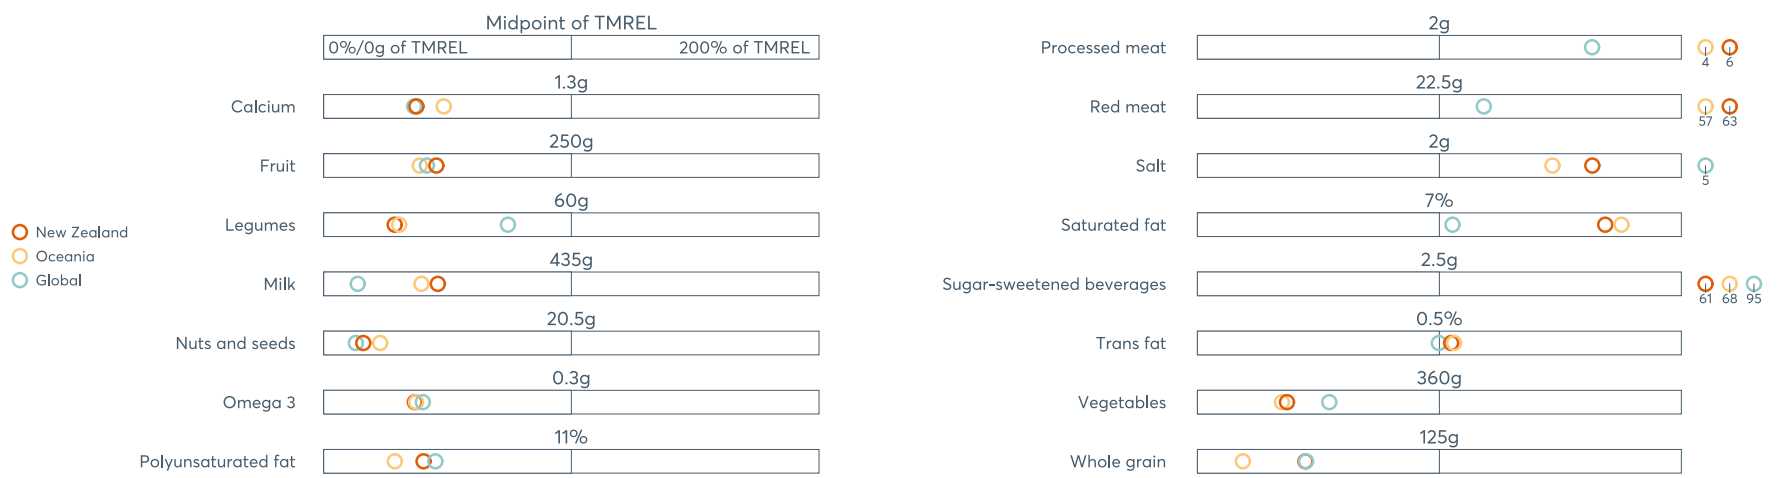 Midpoint of TMREL
0%/0g of TMREL 200% of TMREL
Calcium 1.3g
Fruit 250g
Legumes 60g
Milk 435g
Nuts and seeds 20.5g
Omega 3 0.3g
Polyunsaturated fat 11%
New Zealand
Oceania
Global
Processed meat 2g 4 6
Red meat 22.5g 57 63
Salt 2g 5
Saturated fat 7%
Sugar-sweetened beverages 2.5g 61 68 95
Trans fat 0.5%
Vegetables 360g
Whole grain 125g